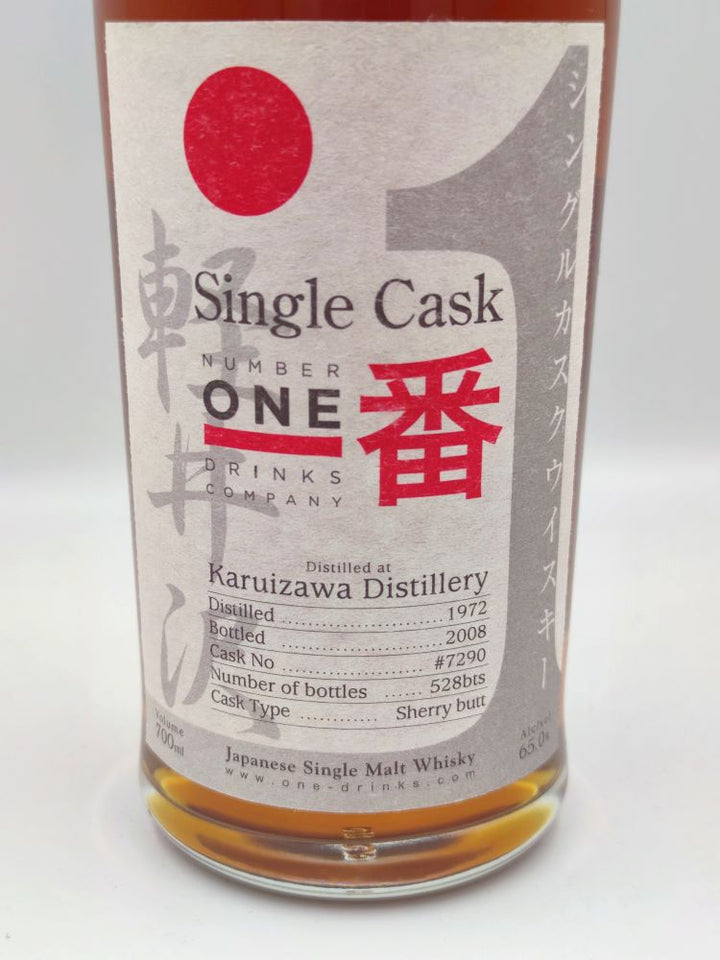 シングルカスクウイスキー
軽井沢
Single Cask
NUMBER
ONE
DRINKS
COMPANY
番
Distilled at
Karuizawa Distillery
Distilled ........................ 1972
Bottled ........................ 2008
Cask No ..................... #7290
Number of bottles ...... 528bts
Cask Type ............ Sherry butt
Volume
700ml
Alc/vol
65.0%
Japanese Single Malt Whisky
www.one-drinks.com